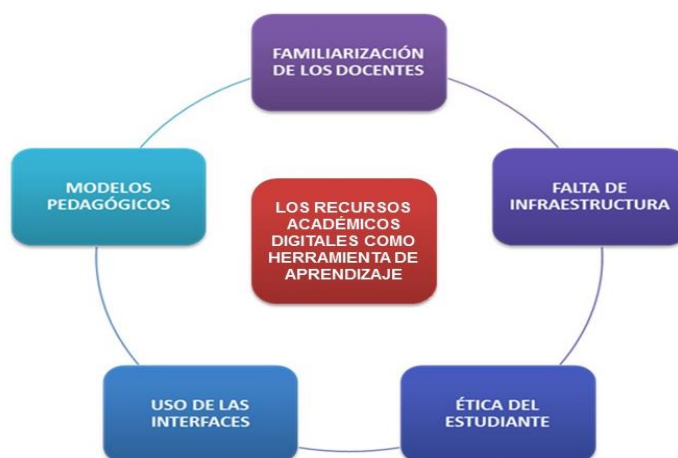 FAMILIARIZACIÓN
DE LOS DOCENTES
MODELOS
PEDAGÓGICOS
FALTA DE
INFRAESTRUCTURA
LOS RECURSOS
ACADÉMICOS
DIGITALES COMO
HERRAMIENTA DE
APRENDIZAJE
USO DE LAS
INTERFACES
ÉTICA DEL
ESTUDIANTE